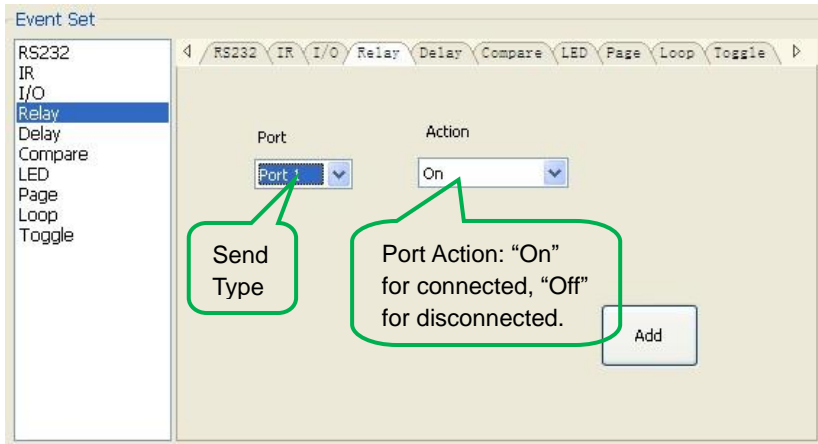 Event Set
RS232
IR
I/O
Relay
Delay
Compare
LED
Page
Loop
Toggle
RS232 IR I/O Relay Delay Compare LED Page Loop Toggle
Port
Action
Port 1
On
Send
Type
Port Action: “On”
for connected, “Off”
for disconnected.
Add